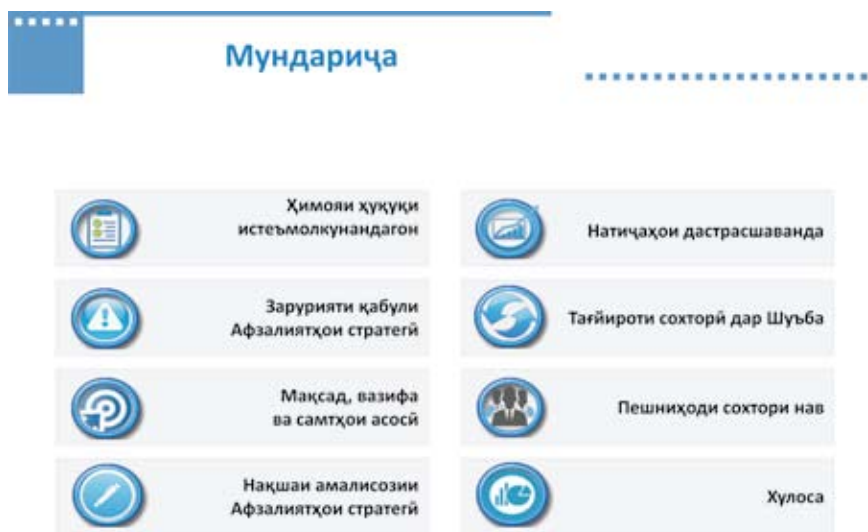 Мундариҷа
Ҳимояи ҳуқуқи
истеъмолкунандагон
Зарурияти қабули
Афзалиятҳои стратегӣ
Мақсад, вазифа
ва самтҳои асосӣ
Нақшаи амалисозии
Афзалиятҳои стратегӣ
Натиҷаҳои дастрасшаванда
Тағйироти сохторӣ дар Шуъба
Пешниҳоди сохтори нав
Хулоса